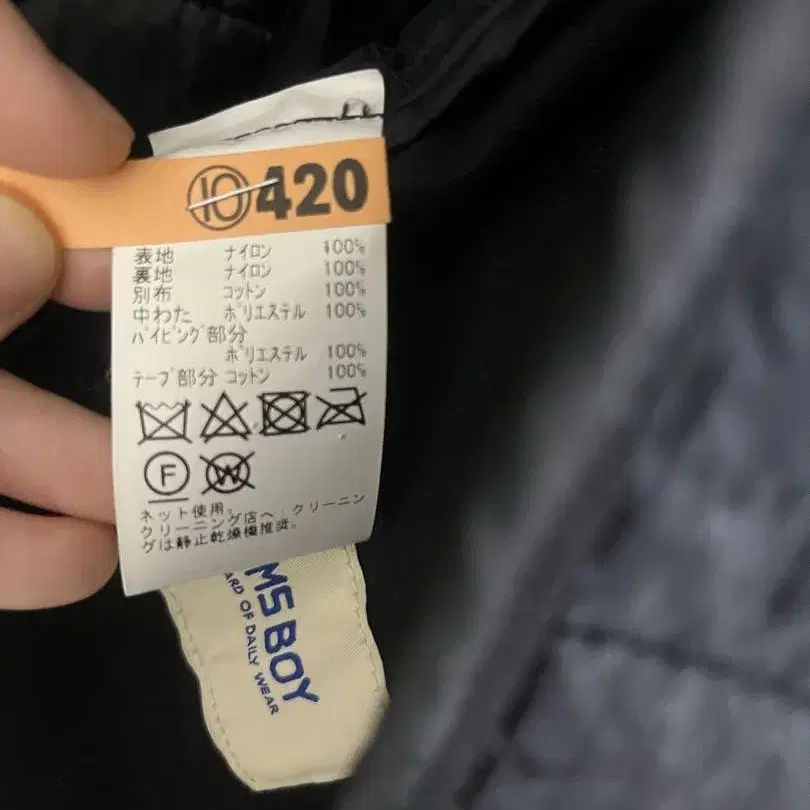 ⑩420
表地 ナイロン 100%
裏地 ナイロン 100%
別布 コットン 100%
中わた ポリエステル 100%
パイピング部分
ポリエステル 100%
テープ部分 コットン 100%
F W
ネット使用。
クリーニング店へ。クリーニン
グは静止乾燥機推奨。
MS BOY
ARD OF DAILY WEAR